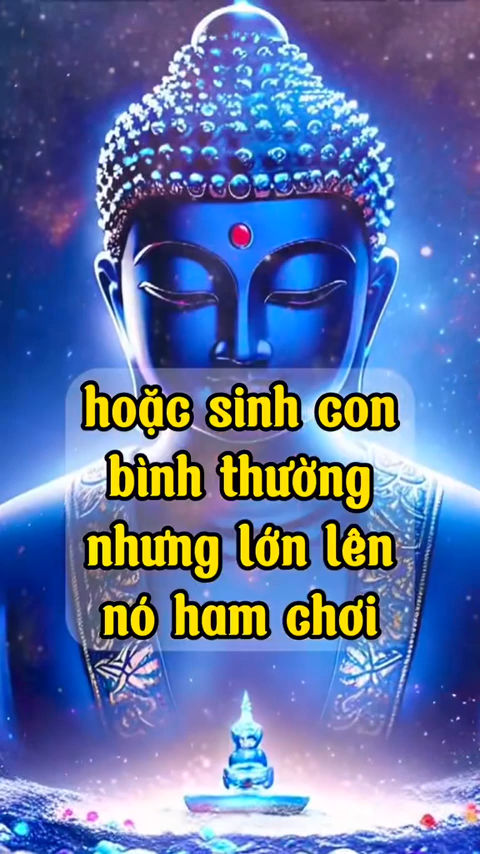 hoặc sinh con
bình thường
nhưng lớn lên
nó ham chơi